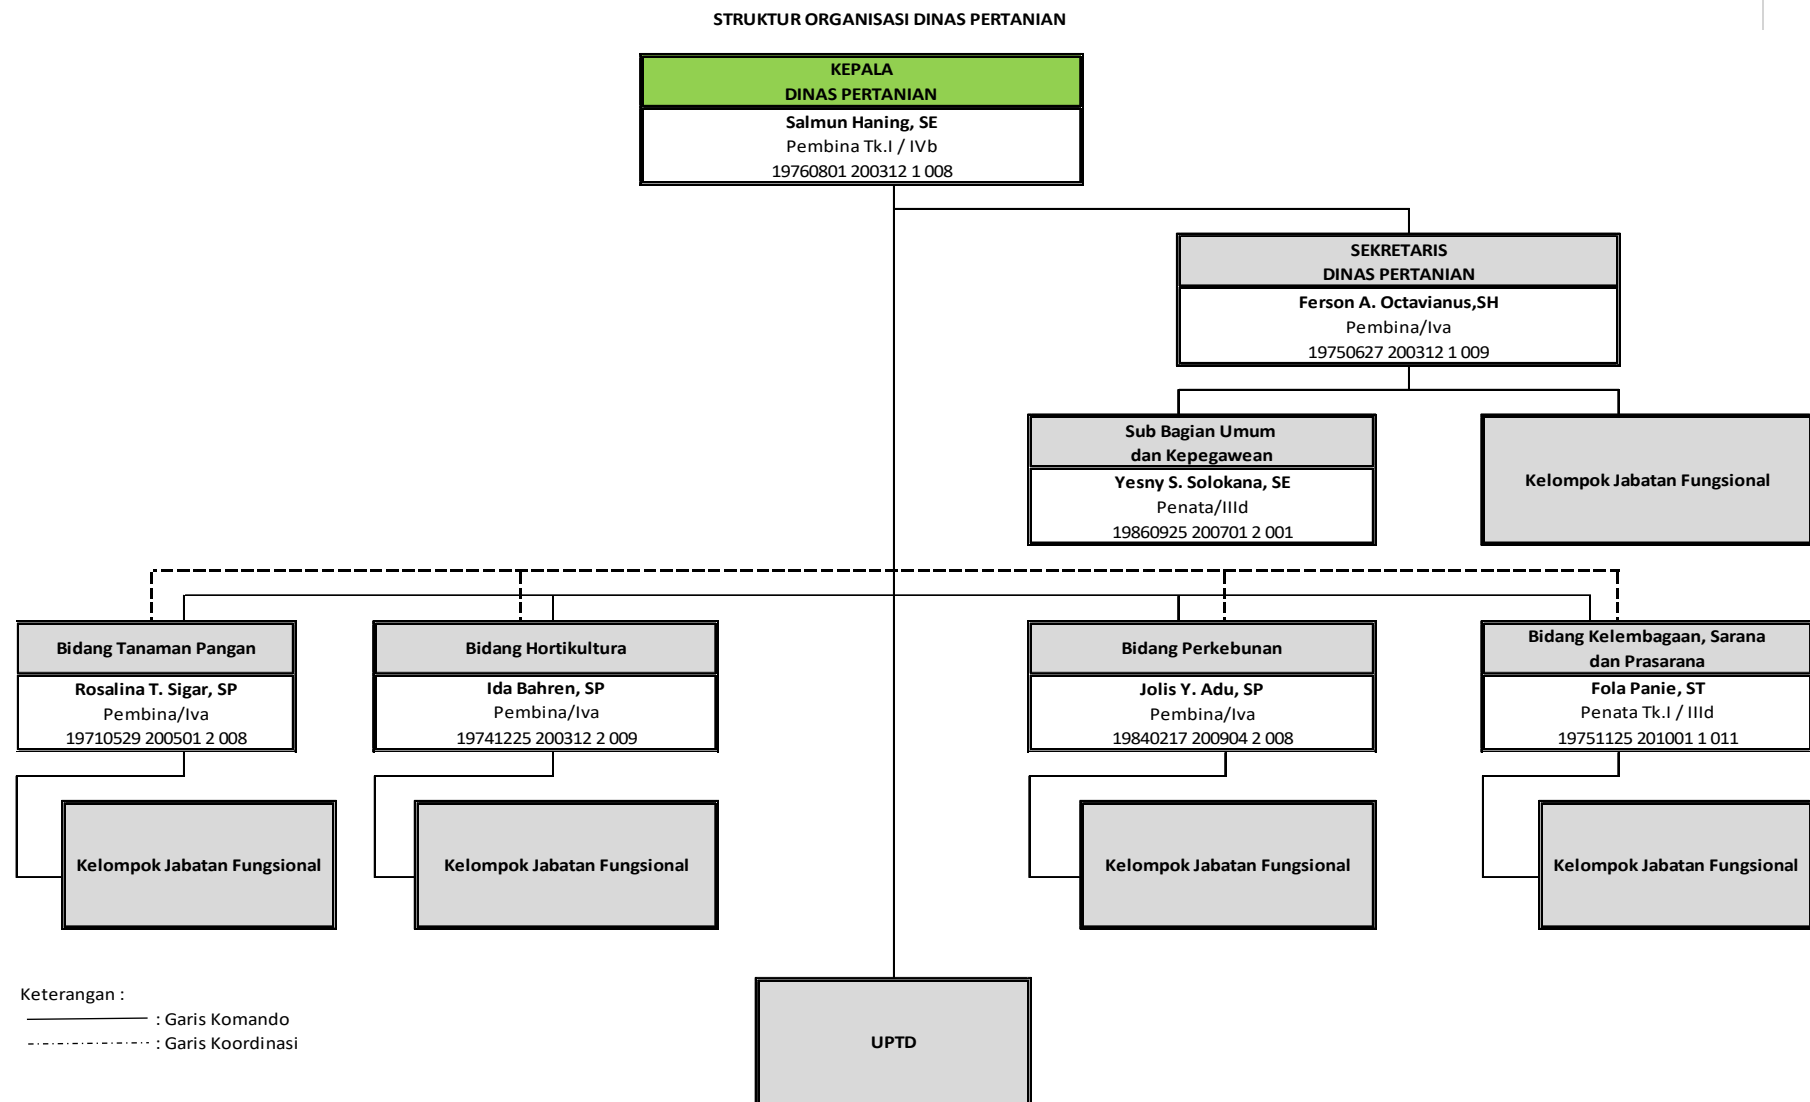 STRUKTUR ORGANISASI DINAS PERTANIAN
KEPALA
DINAS PERTANIAN
Salmun Haning, SE
Pembina Tk.I / IVb
19760801 200312 1 008
SEKRETARIS
DINAS PERTANIAN
Ferson A. Octavianus,SH
Pembina/Iva
19750627 200312 1 009
Sub Bagian Umum
dan Kepegawean
Yesny S. Solokana, SE
Penata/IIId
19860925 200701 2 001
Kelompok Jabatan Fungsional
Bidang Tanaman Pangan
Rosalina T. Sigar, SP
Pembina/Iva
19710529 200501 2 008
Bidang Hortikultura
Ida Bahren, SP
Pembina/Iva
19741225 200312 2 009
Bidang Perkebunan
Jolis Y. Adu, SP
Pembina/Iva
19840217 200904 2 008
Bidang Kelembagaan, Sarana
dan Prasarana
Fola Panie, ST
Penata Tk.I / IIId
19751125 201001 1 011
Kelompok Jabatan Fungsional
Kelompok Jabatan Fungsional
Kelompok Jabatan Fungsional
Kelompok Jabatan Fungsional
Keterangan :
: Garis Komando
: Garis Koordinasi
UPTD